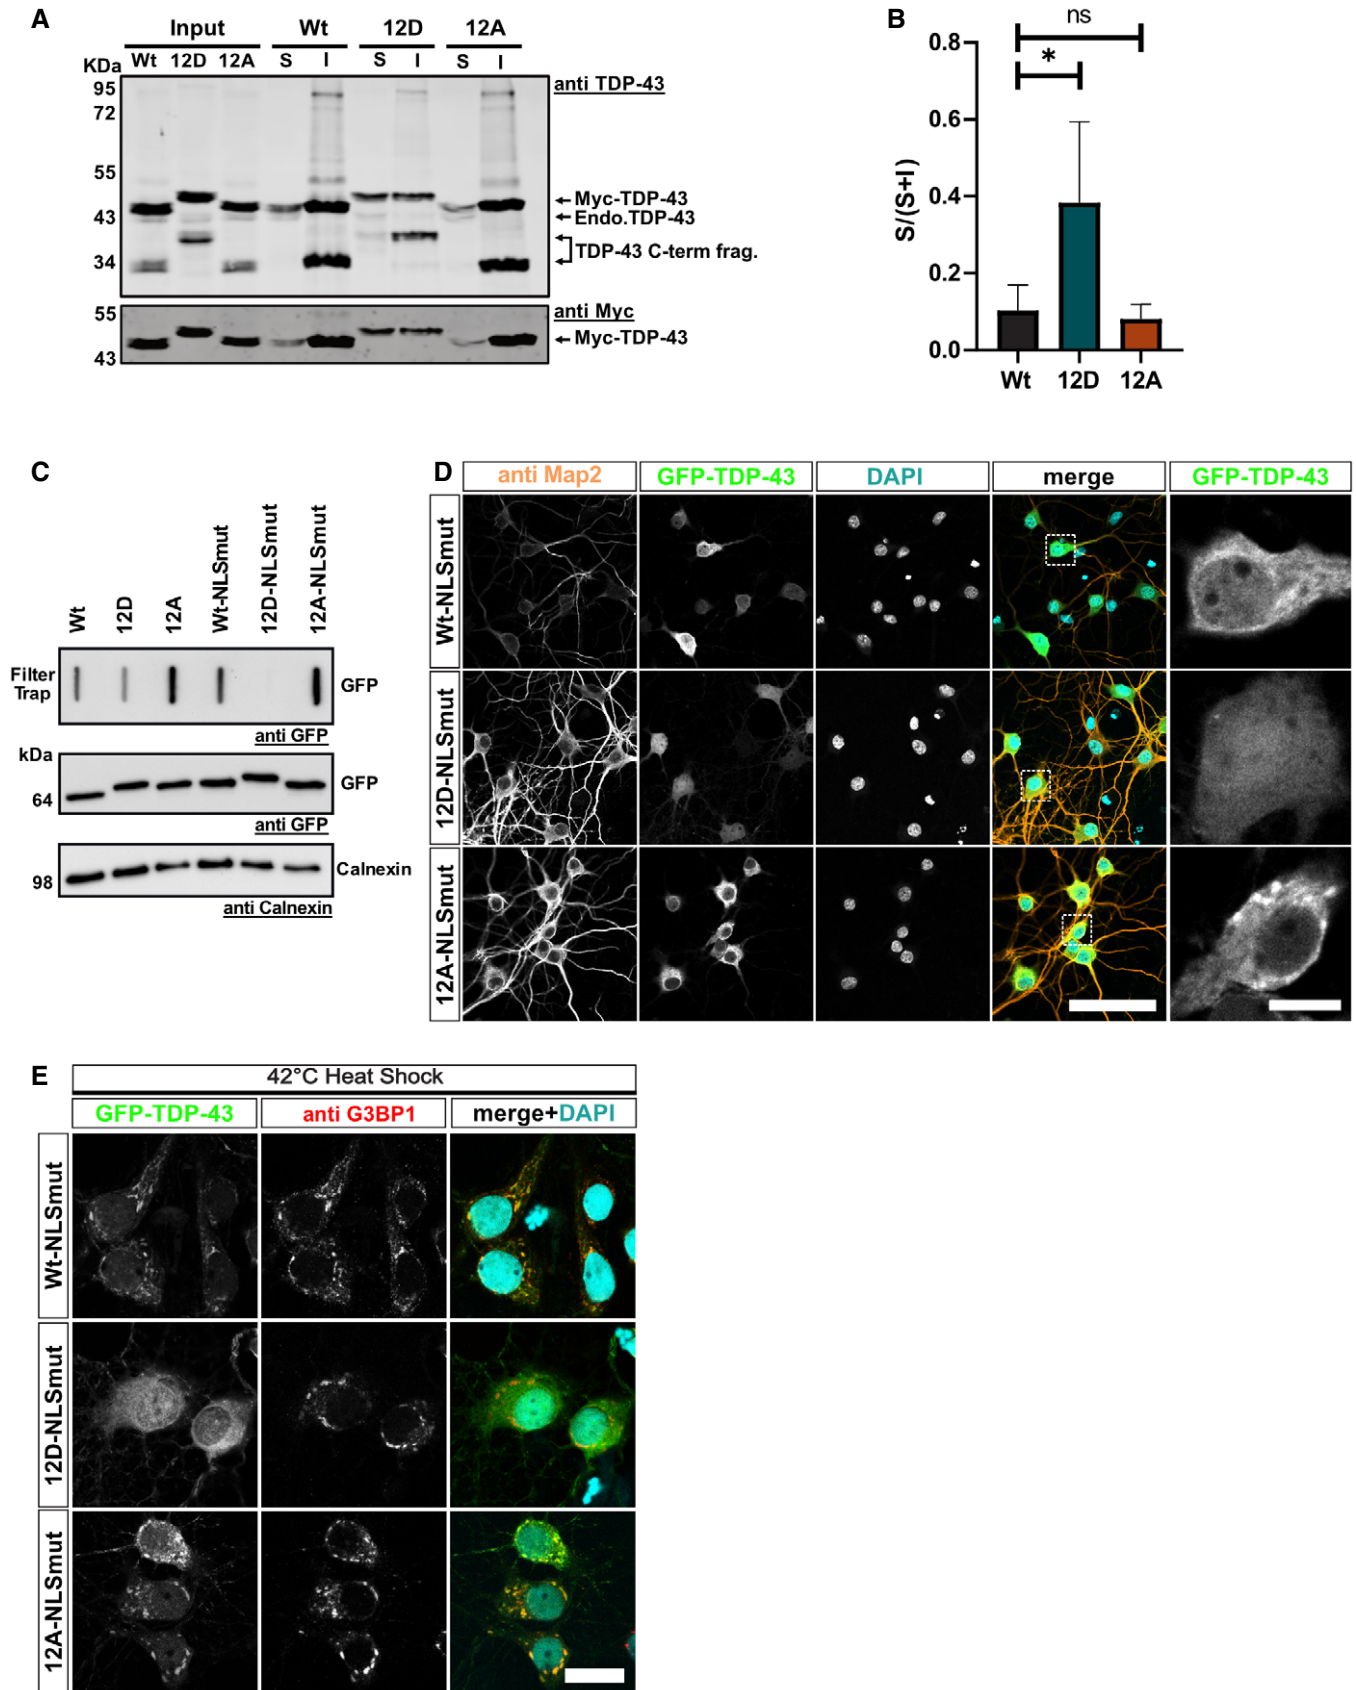 A
Input Wt 12D 12A
KDa Wt 12D 12A S I S I S I
95
72
55
43
34
anti TDP-43
Myc-TDP-43
Endo.TDP-43
TDP-43 C-term frag.
55
43
anti Myc
Myc-TDP-43
B
ns
*
0.8
0.6
0.4
0.2
0.0
S/(S+I)
Wt 12D 12A
C
Wt 12D 12A Wt-NLSmut 12D-NLSmut 12A-NLSmut
Filter
Trap
GFP
anti GFP
kDa
64
GFP
anti GFP
98
Calnexin
anti Calnexin
D
anti Map2 GFP-TDP-43 DAPI merge GFP-TDP-43
Wt-NLSmut
12D-NLSmut
12A-NLSmut
E
42°C Heat Shock
GFP-TDP-43 anti G3BP1 merge+DAPI
Wt-NLSmut
12D-NLSmut
12A-NLSmut